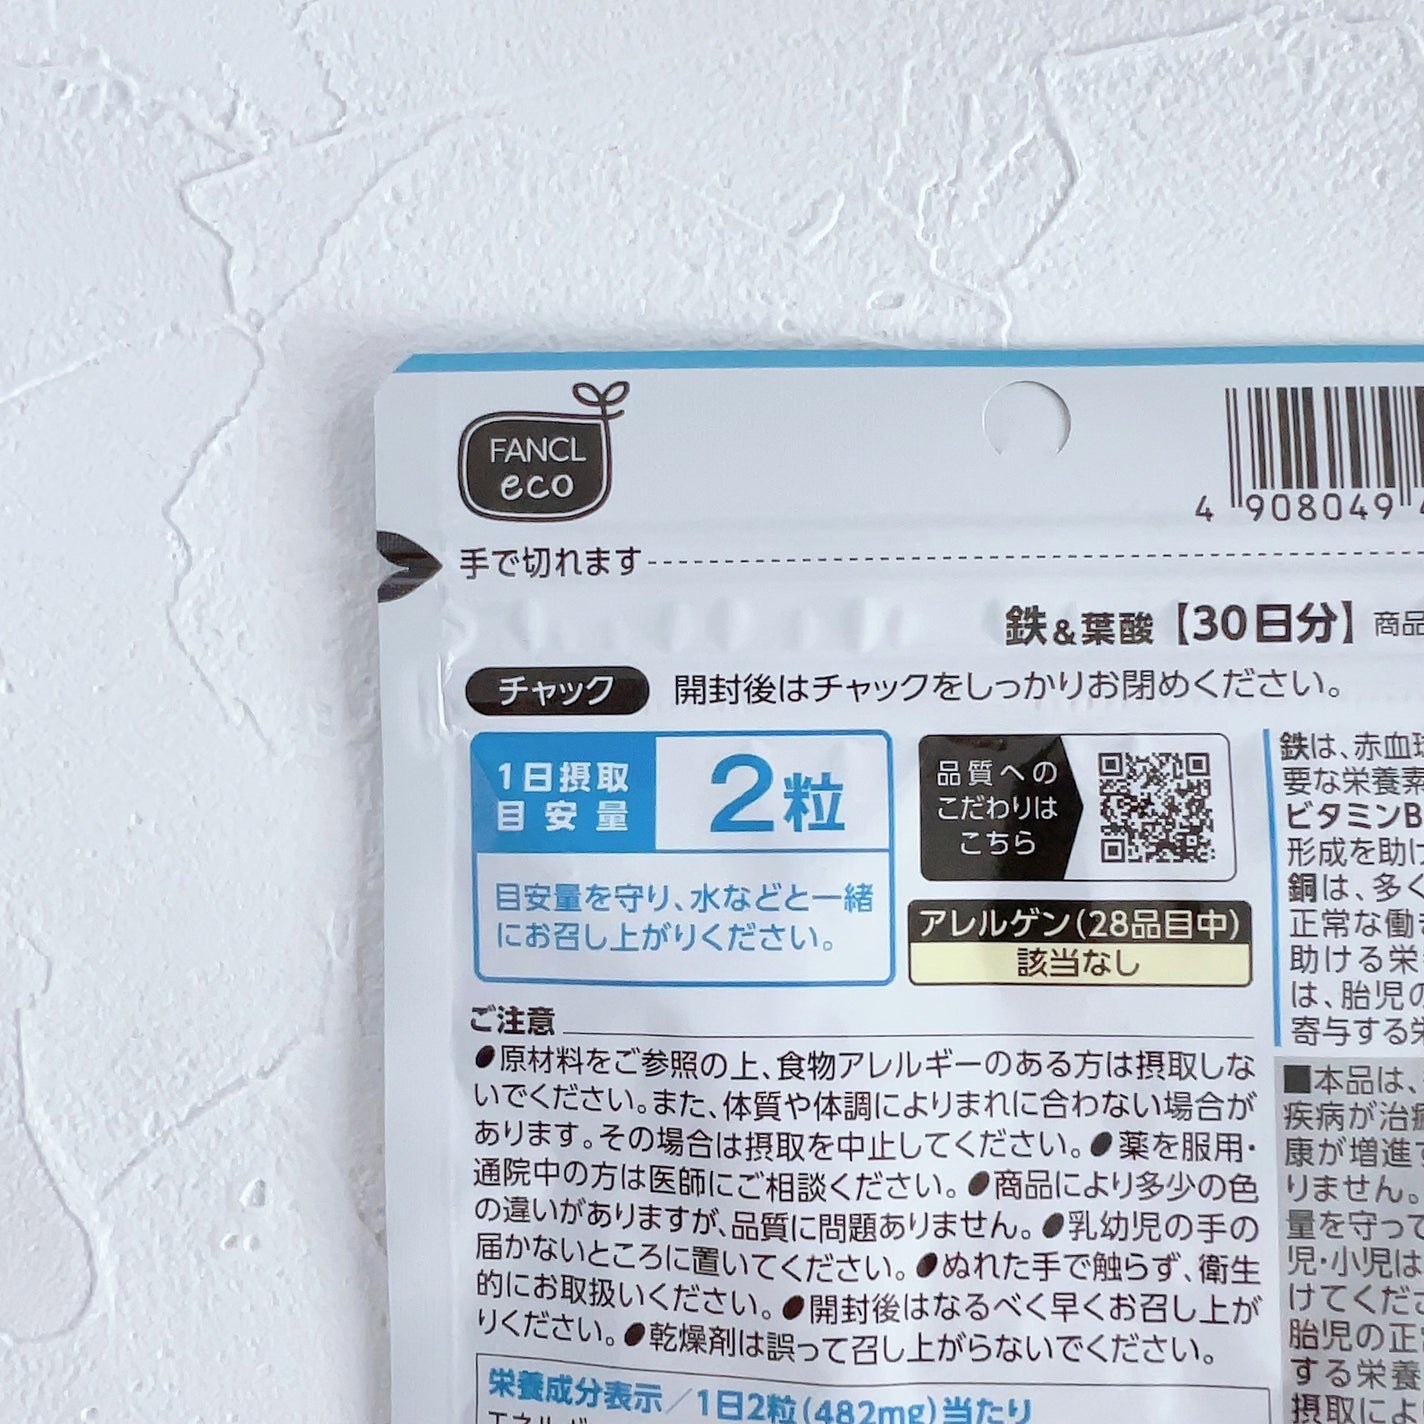 FANCL
eco
4 908049
手で切れます
鉄&葉酸【30日分】商品
チャック 開封後はチャックをしっかりお閉めください。
1日摂取
目安量
2粒
目安量を守り、水などと一緒
にお召し上がりください。
品質への
こだわりは
こちら
アレルゲン(28品目中)
該当なし
ご注意
●原材料をご参照の上、食物アレルギーのある方は摂取しな
いでください。また、体質や体調によりまれに合わない場合が
あります。その場合は摂取を中止してください。●薬を服用・
通院中の方は医師にご相談ください。●商品により多少の色
の違いがありますが、品質に問題ありません。●乳幼児の手の
届かないところに置いてください。●ぬれた手で触らず、衛生
的にお取扱いください。●開封後はなるべく早くお召し上が
りください。●乾燥剤は誤って召し上がらないでください。
栄養成分表示/1日2粒(482mg)当たり
鉄は、赤血
要な栄養素
ビタミンB
形成を助け
銅は、多く
正常な働き
助ける栄
は、胎児の
寄与する栄
■本品は、
疾病が治癒
康が増進す
りません。
量を守って
児・小児は
けてくだ
胎児の正常
する栄養
摂取によ